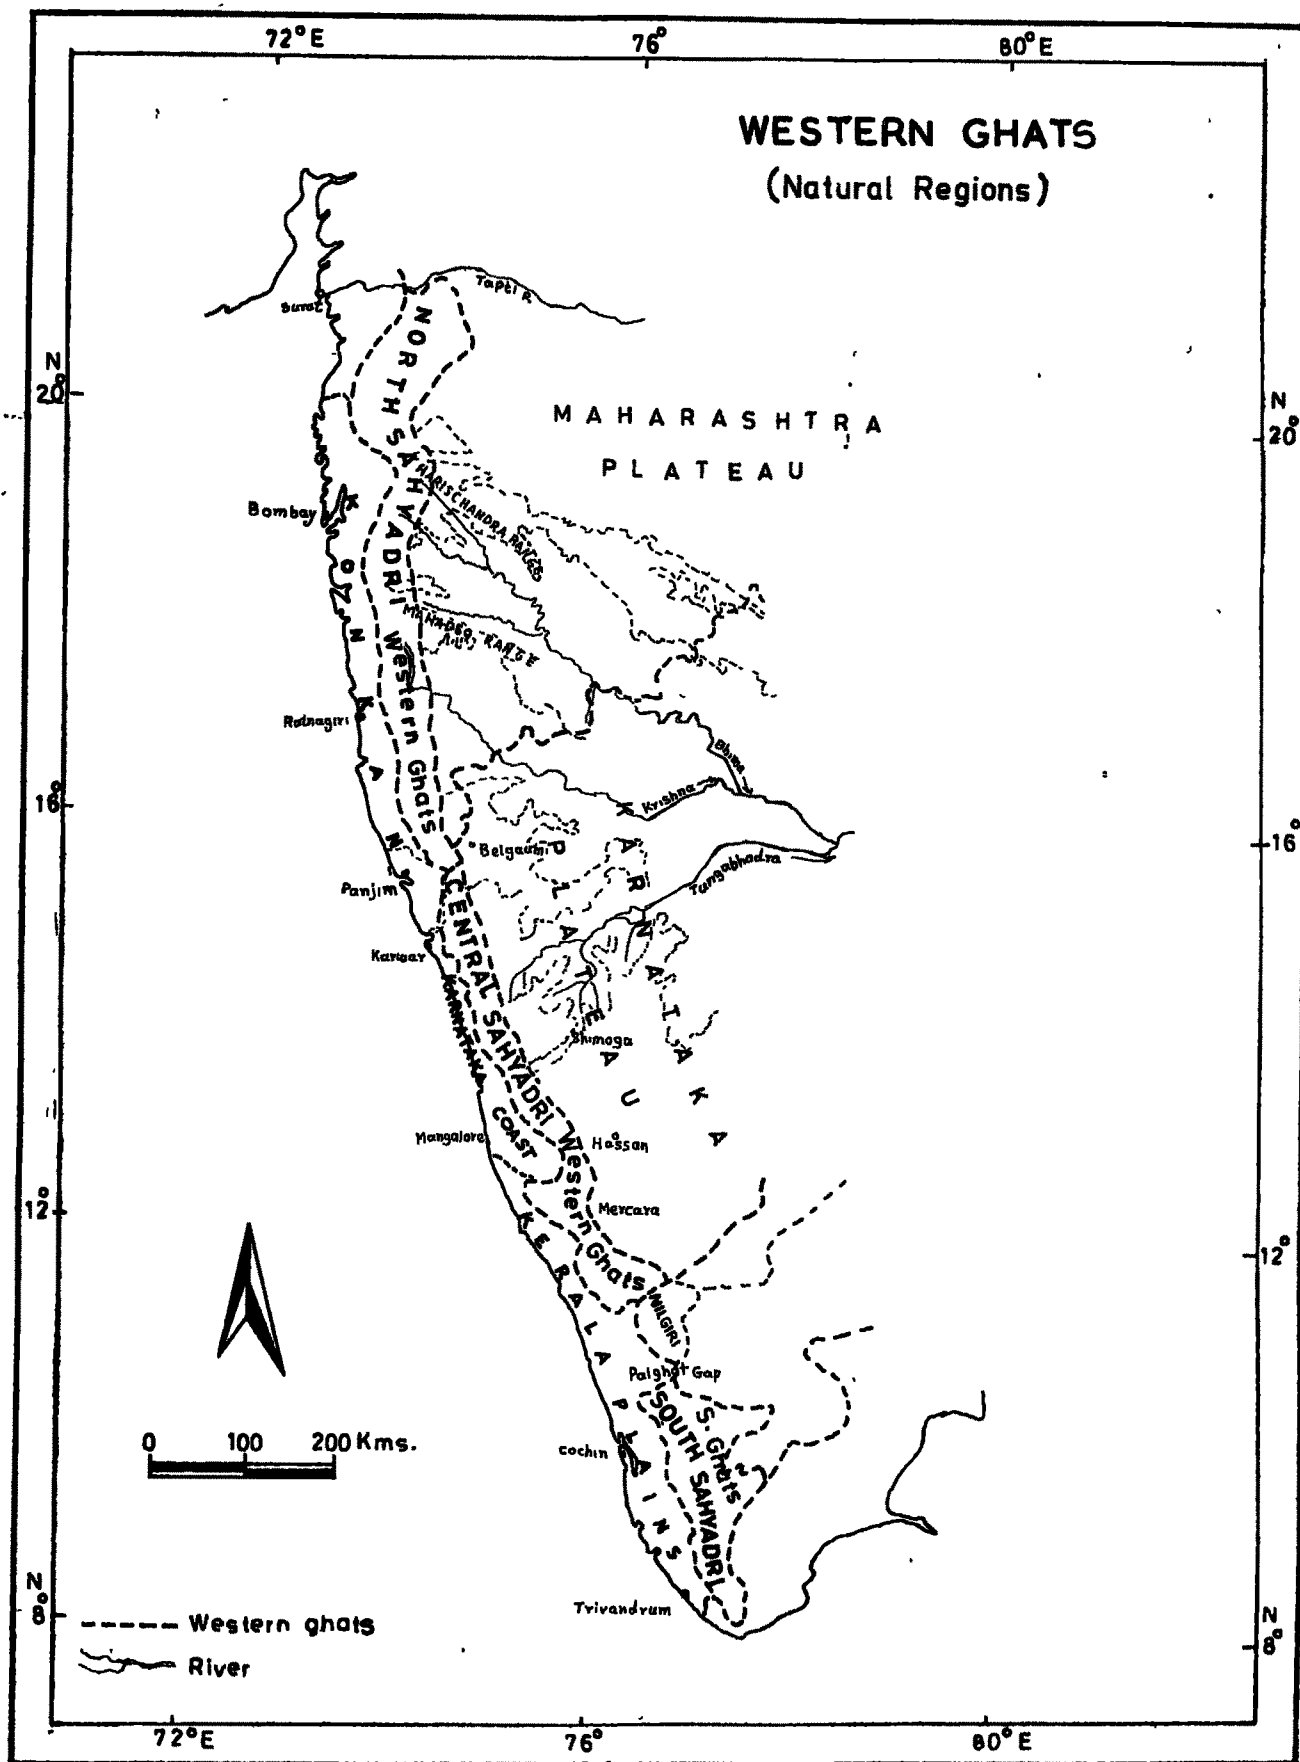 72°E 76° 80°E
WESTERN GHATS
(Natural Regions)
Surat
Tapti R
NORTH SAHYADRI Western Ghats
N
20°
N
20°
MAHARASHTRA
PLATEAU
HARISCHANDRA RANGE
Bombay
KONKAN
MAHADEO RANGE
Ratnagiri
Bhima
Krishna
16°
16°
Belgaum
KARNATAKA
PLATEAU
Tungabhadra
Panjim
CENTRAL SAHYADRI Western Ghats
Karwar
KARNATAKA
COAST
Shimoga
Mangalore
Hassan
Mercara
12°
12°
KERALA PLAINS
NILGIRI
Palghat Gap
SOUTH SAHYADRI
S. Ghats
0 100 200 Kms.
Cochin
Trivandrum
N
8°
N
8°
Western ghats
River
72°E 76° 80°E